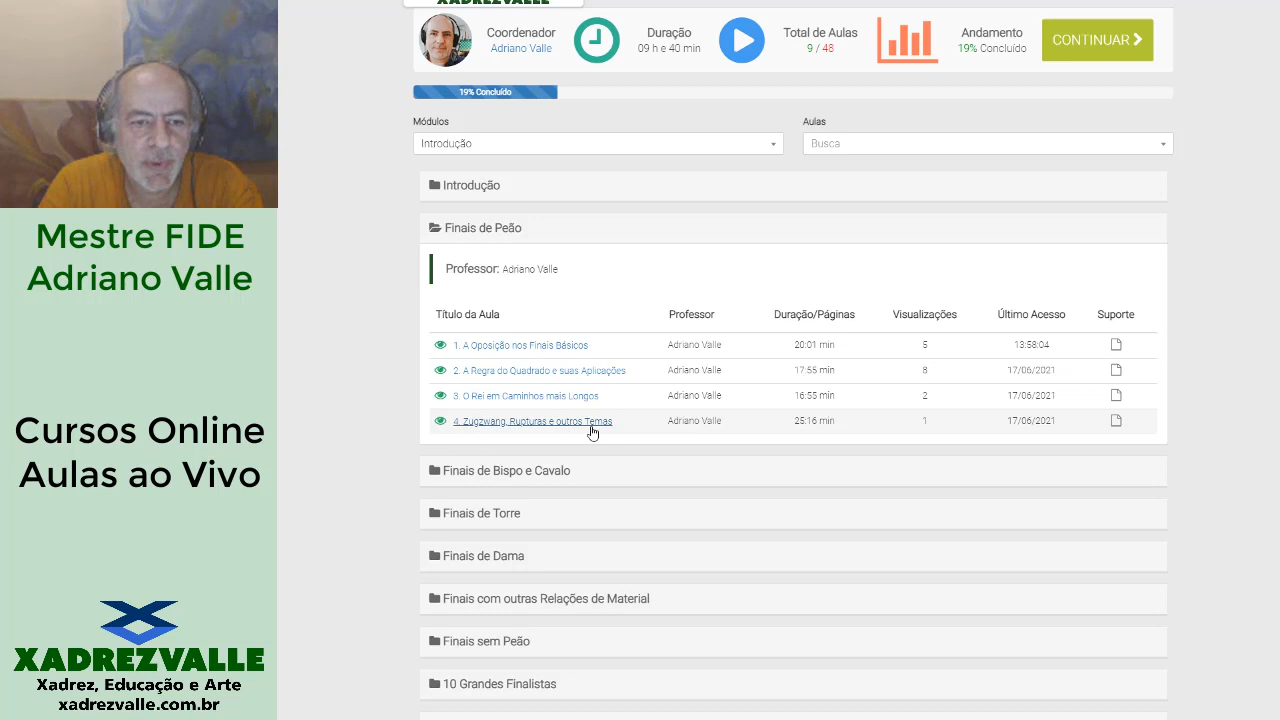 XADREZVALLE
Coordenador
Adriano Valle
Duração
09 h e 40 min
Total de Aulas
9 / 48
Andamento
19% Concluído
CONTINUAR
19% Concluído
Módulos
Aulas
Introdução
Busca
Introdução
Finais de Peão
Professor: Adriano Valle
Título da Aula Professor Duração/Páginas Visualizações Último Acesso Suporte
1. A Oposição nos Finais Básicos Adriano Valle 20:01 min 5 13:58:04
2. A Regra do Quadrado e suas Aplicações Adriano Valle 17:55 min 8 17/06/2021
3. O Rei em Caminhos mais Longos Adriano Valle 16:55 min 2 17/06/2021
4. Zugzwang, Rupturas e outros Temas Adriano Valle 25:16 min 1 17/06/2021
Finais de Bispo e Cavalo
Finais de Torre
Finais de Dama
Finais com outras Relações de Material
Finais sem Peão
10 Grandes Finalistas
Mestre FIDE
Adriano Valle
Cursos Online
Aulas ao Vivo
XADREZVALLE
Xadrez, Educação e Arte
xadrezvalle.com.br